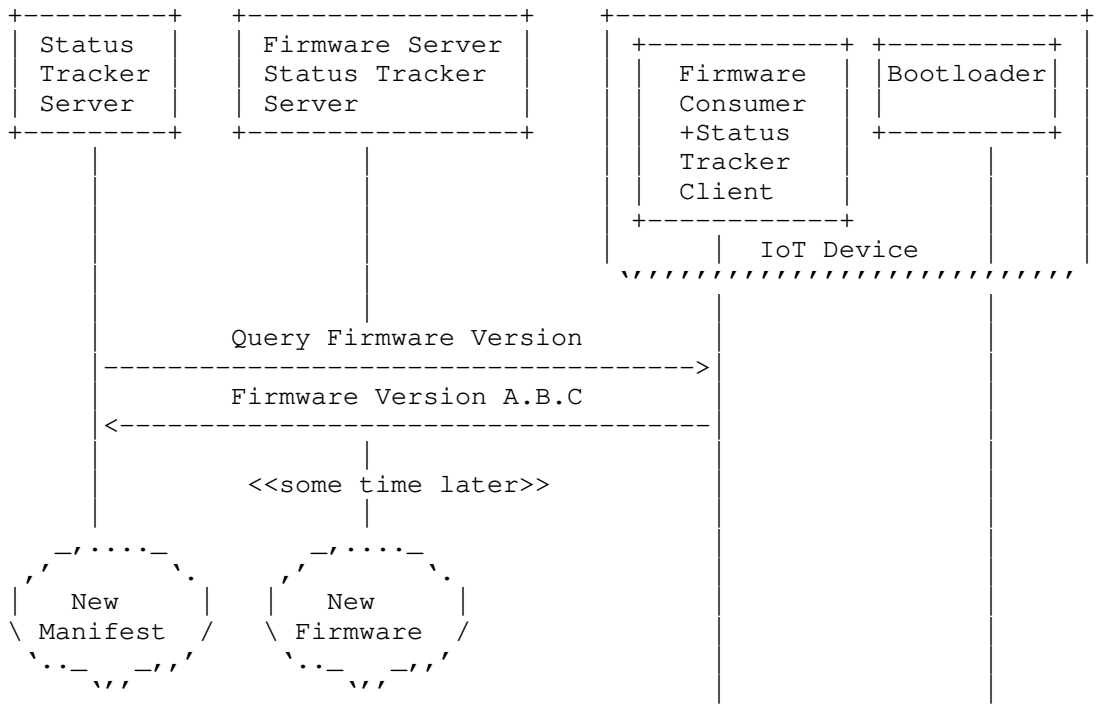 Status
Tracker
Server
Firmware Server
Status Tracker
Server
Firmware
Consumer
+Status
Tracker
Client
Bootloader
IoT Device
Query Firmware Version
Firmware Version A.B.C
<<some time later>>
New
Manifest
New
Firmware